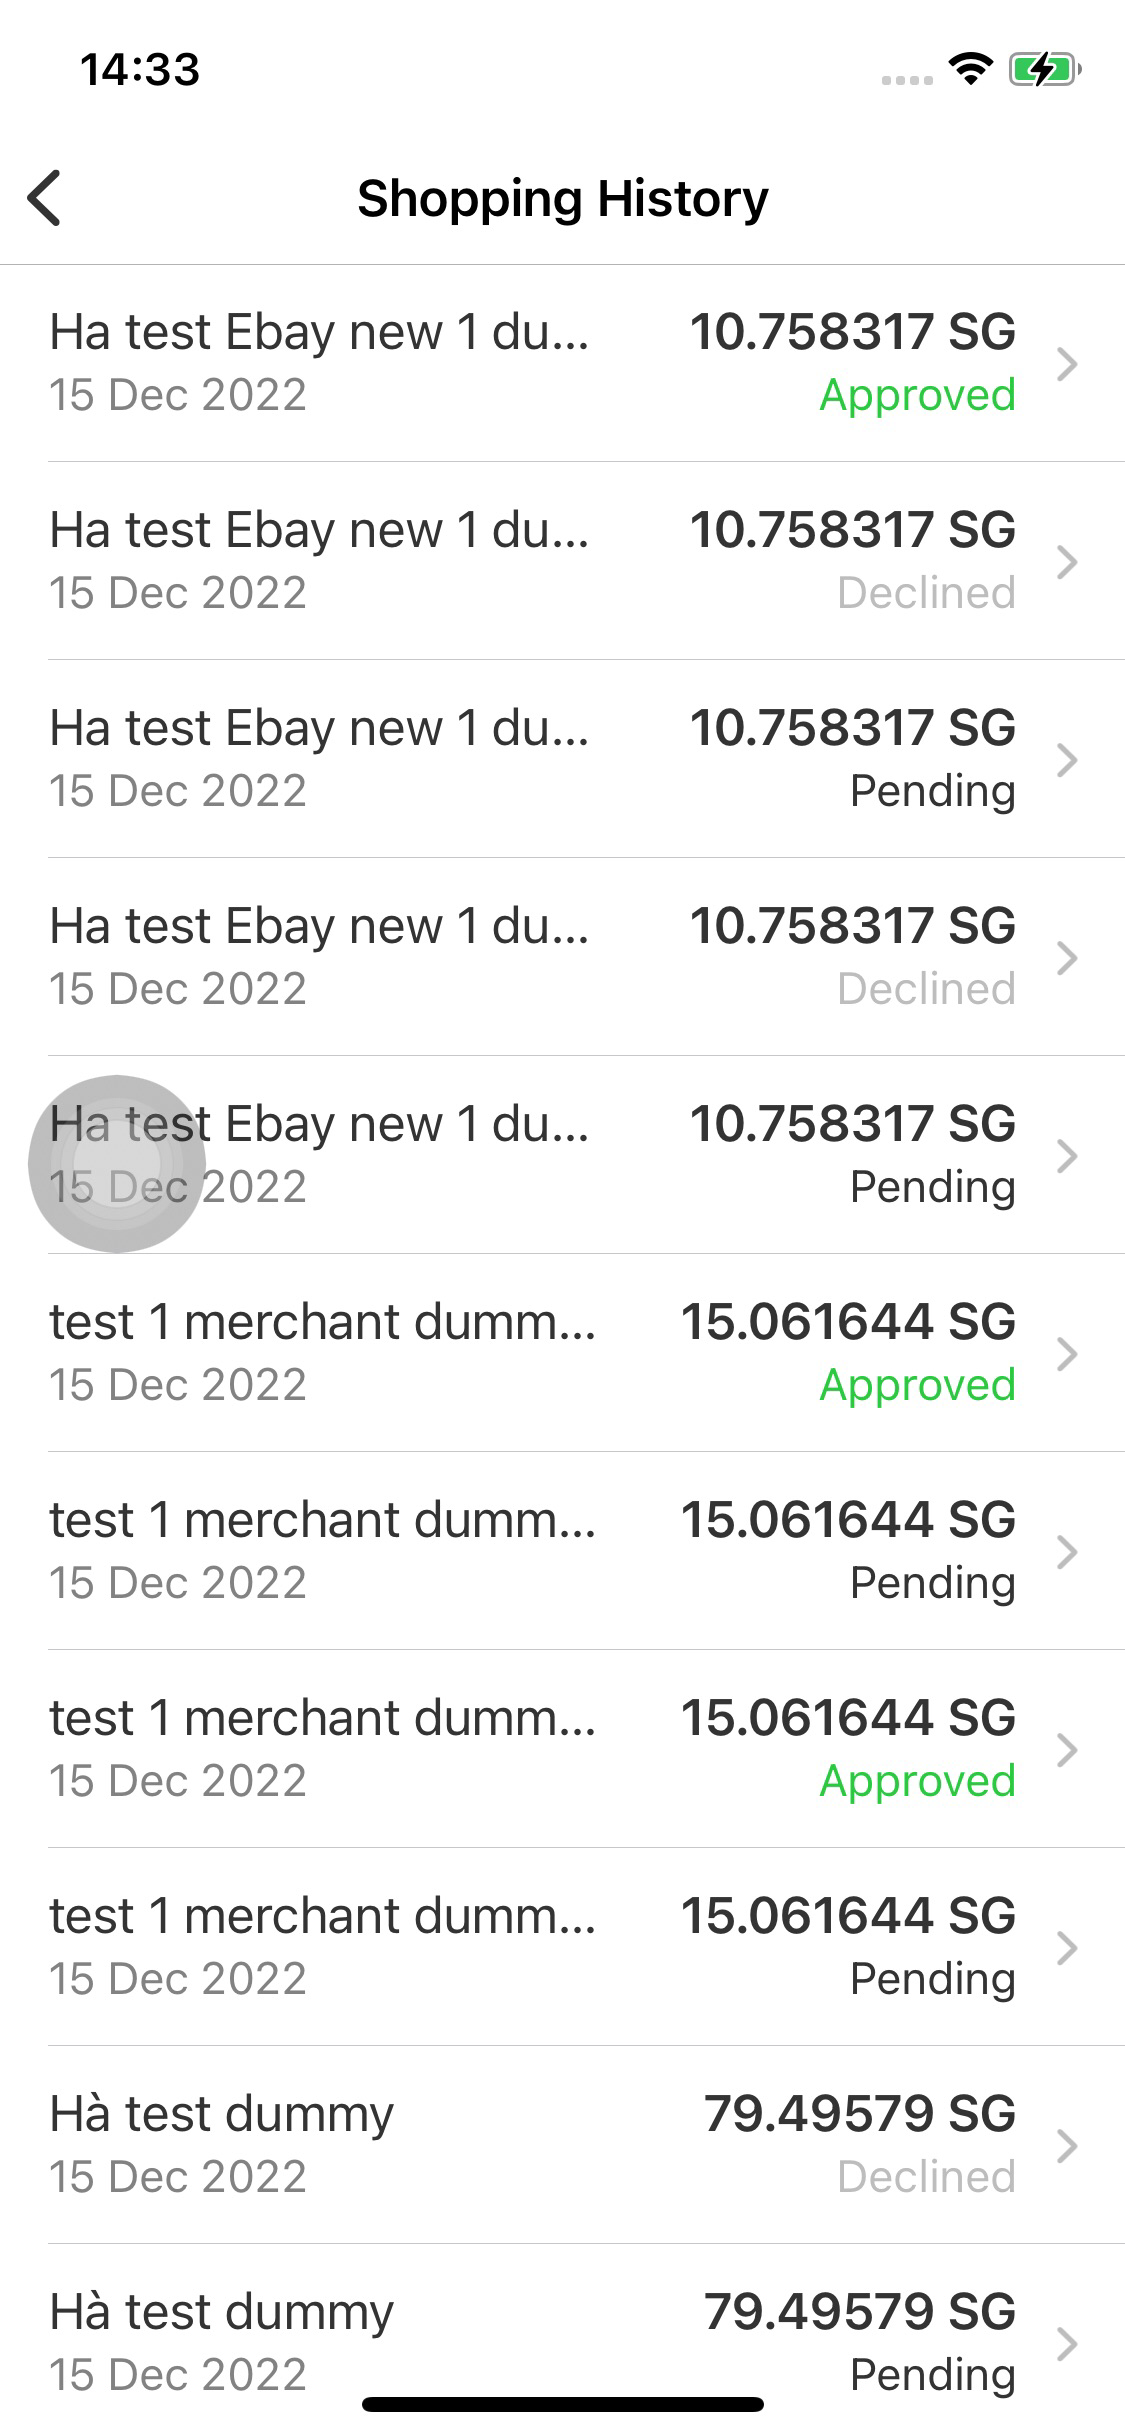 14:33
Shopping History
Ha test Ebay new 1 du... 10.758317 SG
15 Dec 2022 Approved
Ha test Ebay new 1 du... 10.758317 SG
15 Dec 2022 Declined
Ha test Ebay new 1 du... 10.758317 SG
15 Dec 2022 Pending
Ha test Ebay new 1 du... 10.758317 SG
15 Dec 2022 Declined
Ha test Ebay new 1 du... 10.758317 SG
15 Dec 2022 Pending
test 1 merchant dumm... 15.061644 SG
15 Dec 2022 Approved
test 1 merchant dumm... 15.061644 SG
15 Dec 2022 Pending
test 1 merchant dumm... 15.061644 SG
15 Dec 2022 Approved
test 1 merchant dumm... 15.061644 SG
15 Dec 2022 Pending
Hà test dummy 79.49579 SG
15 Dec 2022 Declined
Hà test dummy 79.49579 SG
15 Dec 2022 Pending